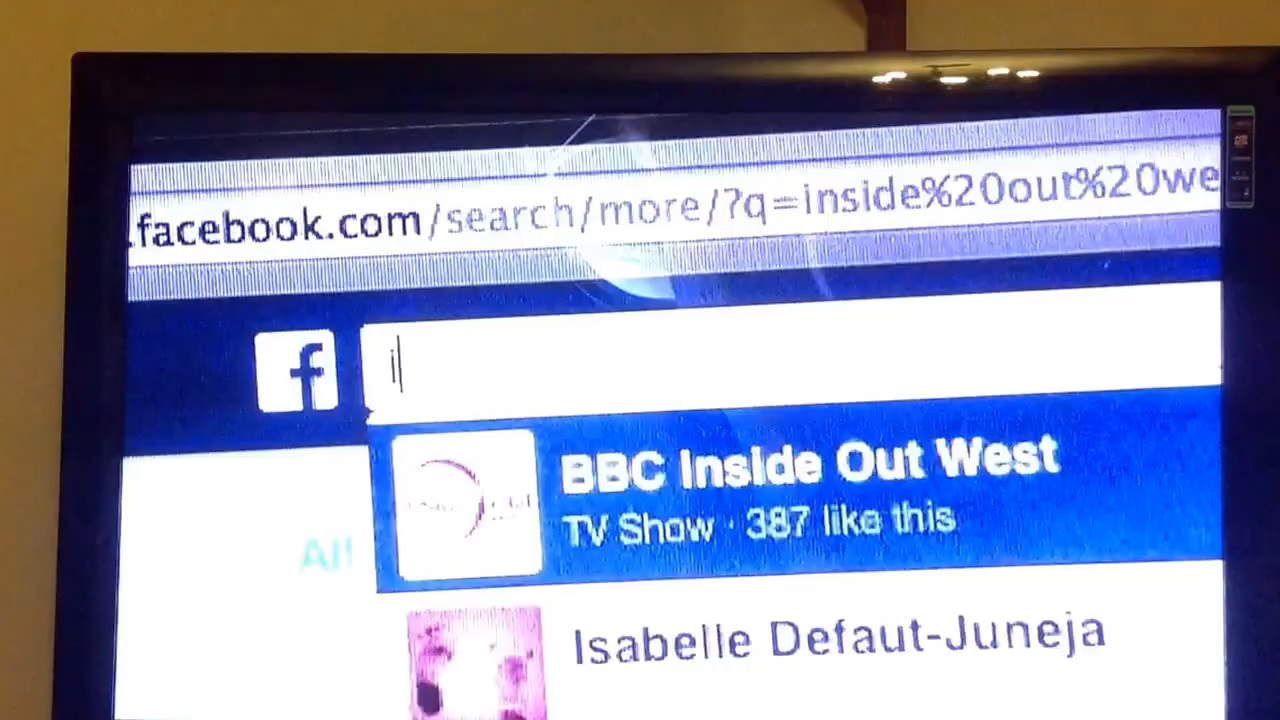 .facebook.com/search/more/?q=inside%20out%20we
f
i
BBC Inside Out West
TV Show · 387 like this
All
Isabelle Defaut-Juneja